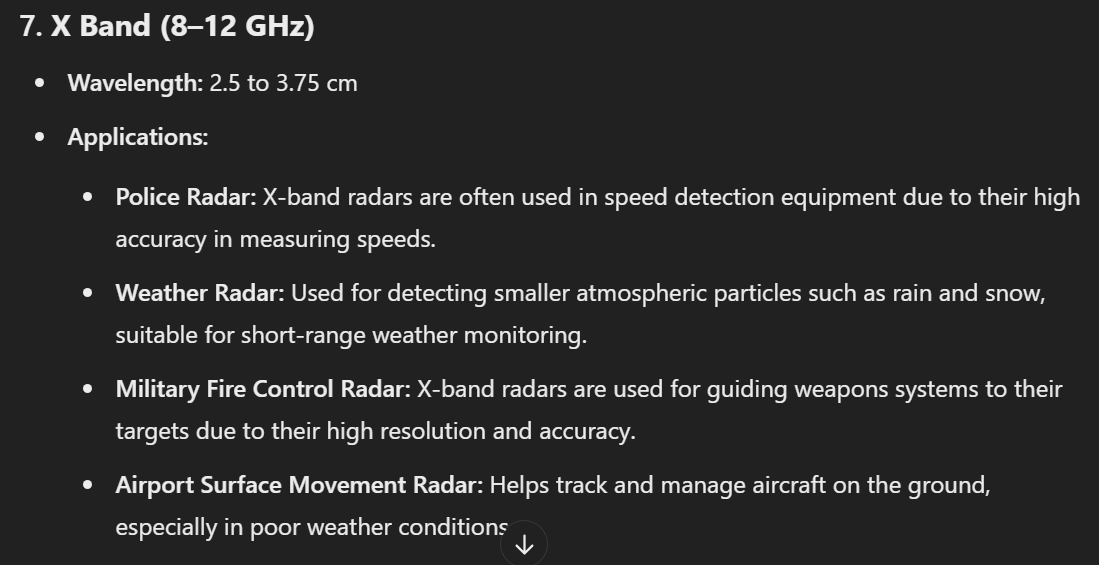 7. X Band (8–12 GHz)
• Wavelength: 2.5 to 3.75 cm
• Applications:
• Police Radar: X-band radars are often used in speed detection equipment due to their high
accuracy in measuring speeds.
• Weather Radar: Used for detecting smaller atmospheric particles such as rain and snow,
suitable for short-range weather monitoring.
• Military Fire Control Radar: X-band radars are used for guiding weapons systems to their
targets due to their high resolution and accuracy.
• Airport Surface Movement Radar: Helps track and manage aircraft on the ground,
especially in poor weather conditions